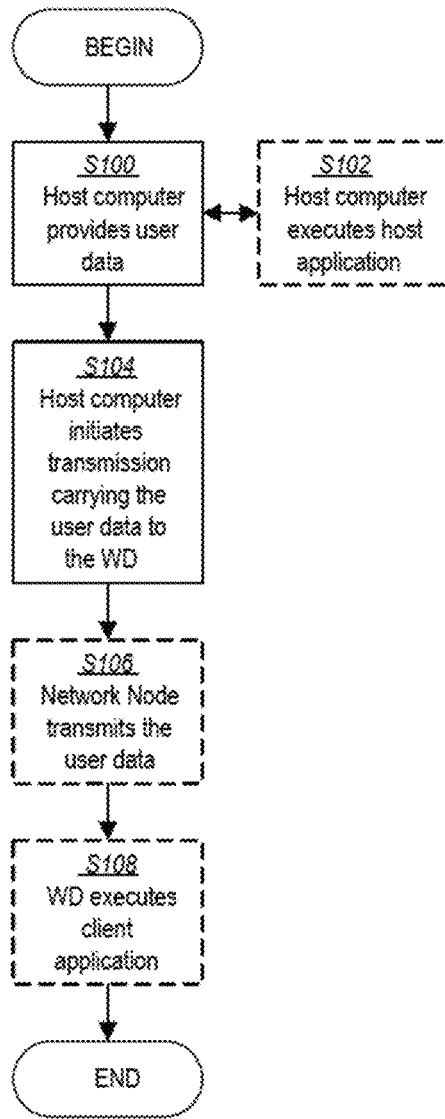 BEGIN
S100
Host computer
provides user
data
S102
Host computer
executes host
application
S104
Host computer
initiates
transmission
carrying the
user data to
the WD
S106
Network Node
transmits the
user data
S108
WD executes
client
application
END